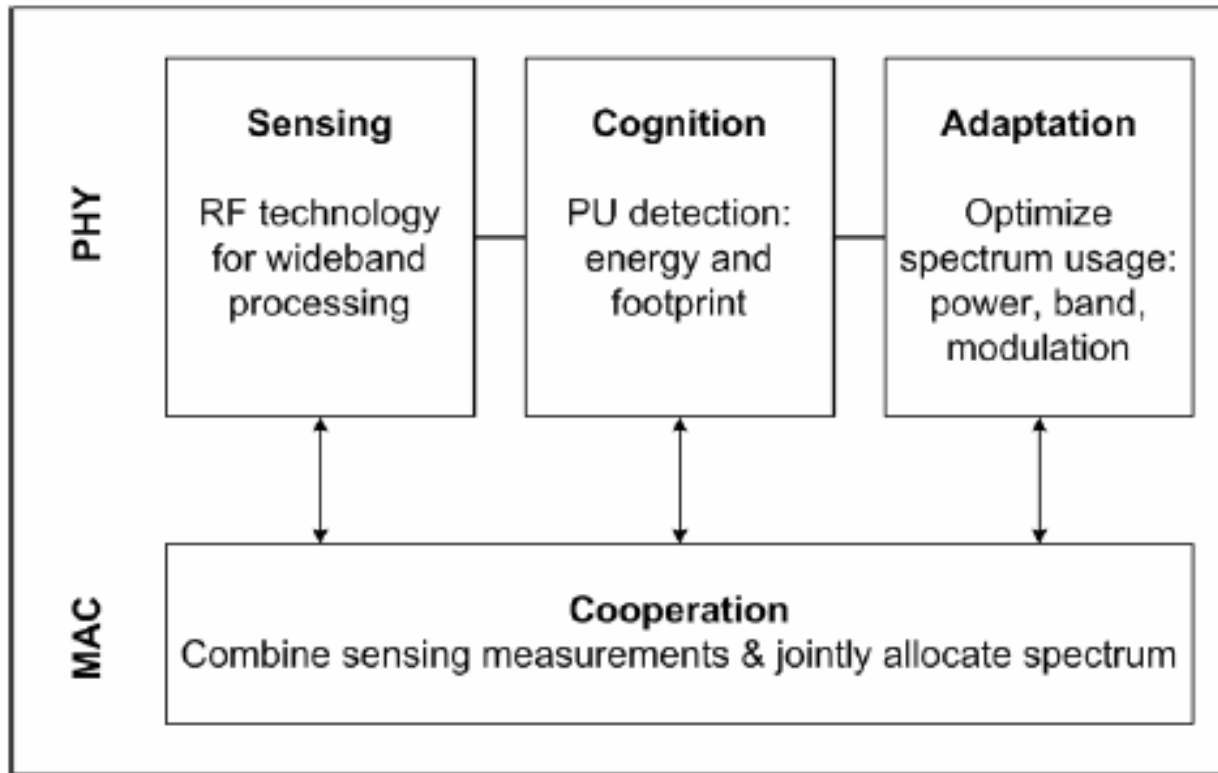 PHY
Sensing
RF technology
for wideband
processing
Cognition
PU detection:
energy and
footprint
Adaptation
Optimize
spectrum usage:
power, band,
modulation
MAC
Cooperation
Combine sensing measurements & jointly allocate spectrum